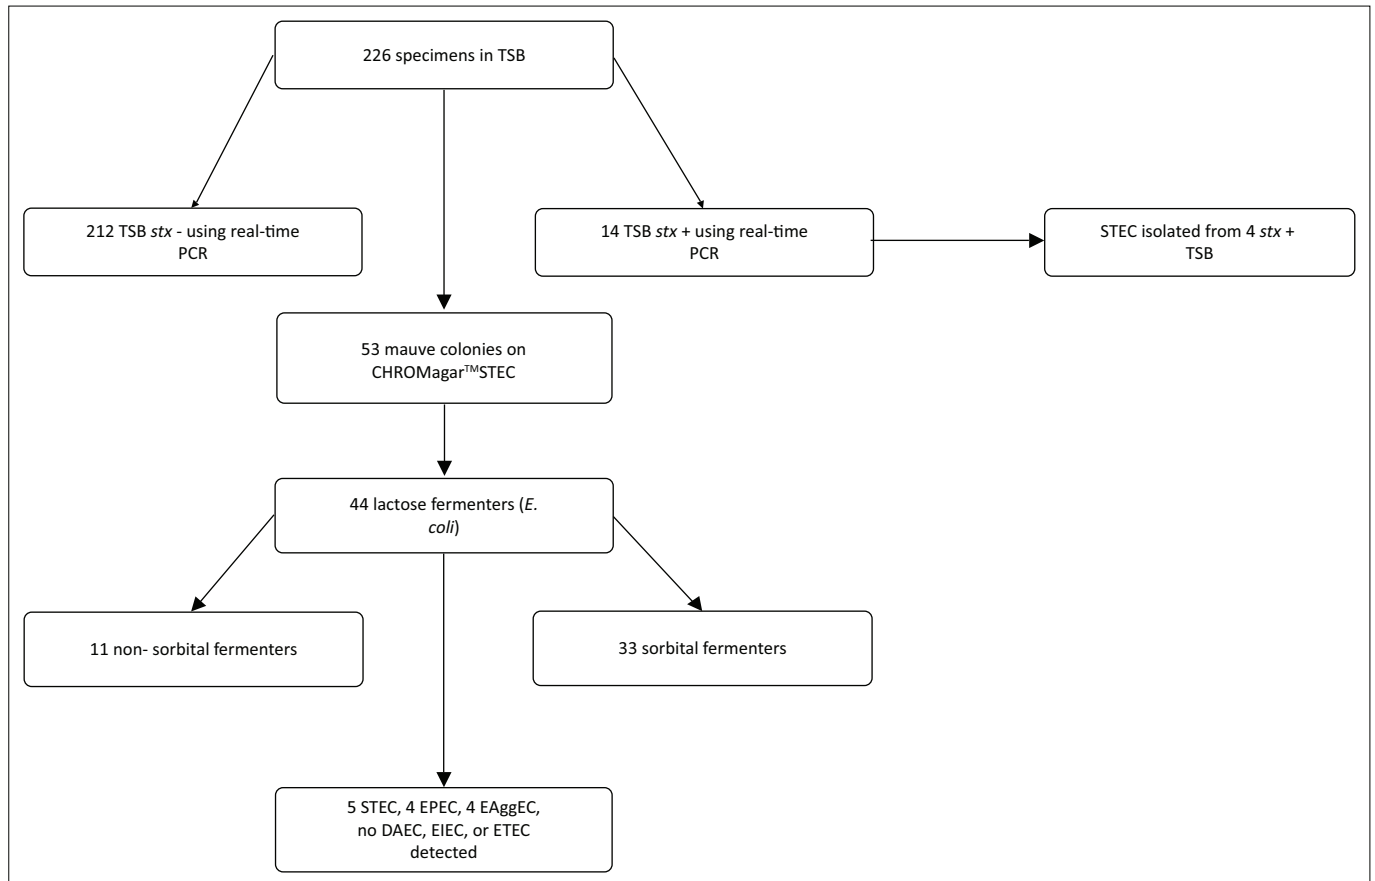 226 specimens in TSB
212 TSB stx - using real-time
PCR
14 TSB stx + using real-time
PCR
STEC isolated from 4 stx +
TSB
53 mauve colonies on
CHROMagar™STEC
44 lactose fermenters (E.
coli)
11 non- sorbital fermenters
33 sorbital fermenters
5 STEC, 4 EPEC, 4 EAggEC,
no DAEC, EIEC, or ETEC
detected